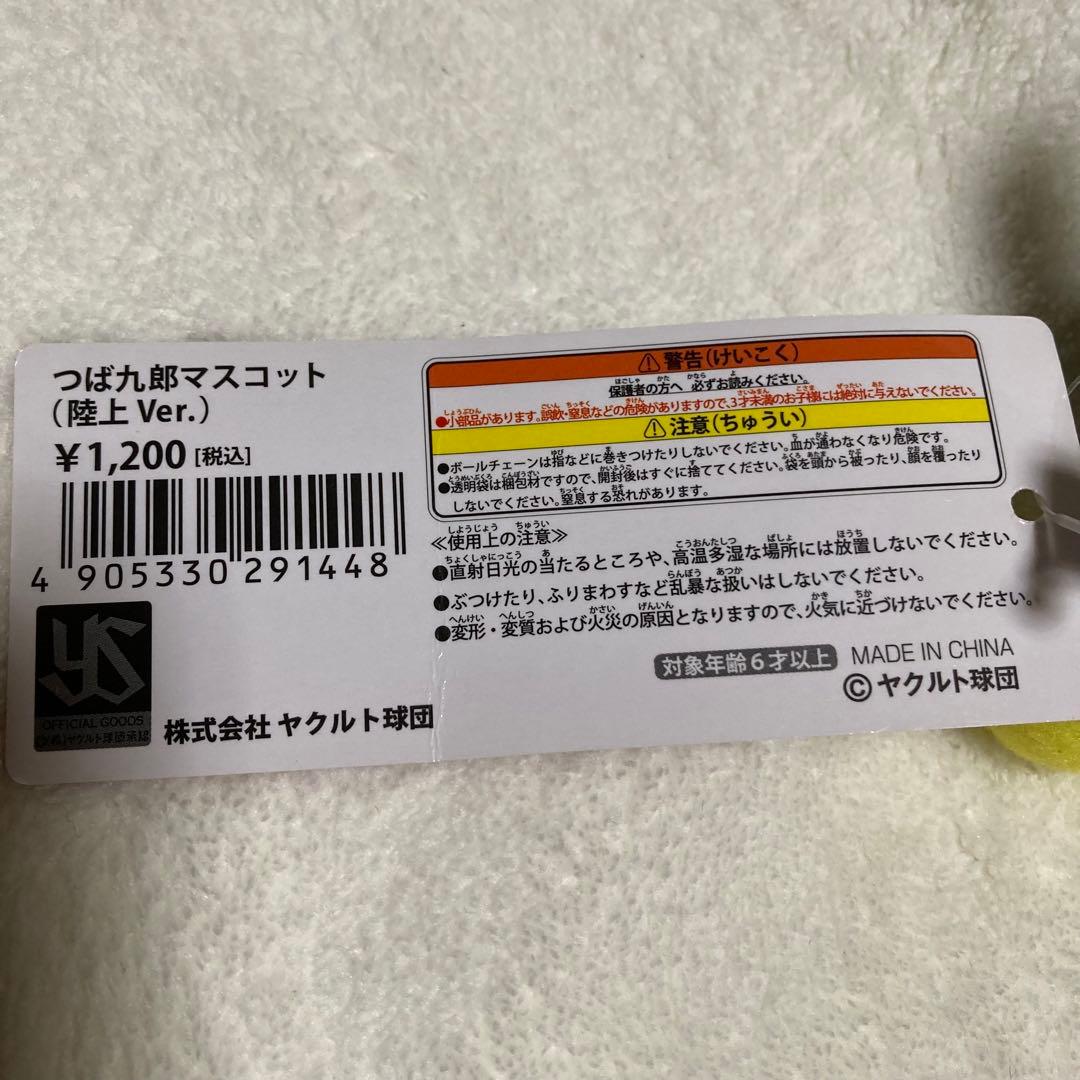 つば九郎マスコット
(陸上 Ver.)
¥1,200 [税込]
4 905330 291448
YS
OFFICIAL GOODS
株式会社 ヤクルト球団
警告(けいこく)
保護者の方へ 必ずお読みください。
●小部品があります。誤飲・窒息などの危険がありますので、3才未満のお子様には絶対に与えないでください。
注意(ちゅうい)
●ボールチェーンは指などに巻きつけたりしないでください。血が通わなくなり危険です。
●透明袋は梱包材ですので、開封後はすぐに捨ててください。袋を頭から被ったり、顔を覆ったり
しないでください。窒息する恐れがあります。
≪使用上の注意≫
●直射日光の当たるところや、高温多湿な場所には放置しないでください。
●ぶつけたり、ふりまわすなど乱暴な扱いはしないでください。
●変形・変質および火災の原因となりますので、火気に近づけないでください。
対象年齢6才以上 MADE IN CHINA
©ヤクルト球団